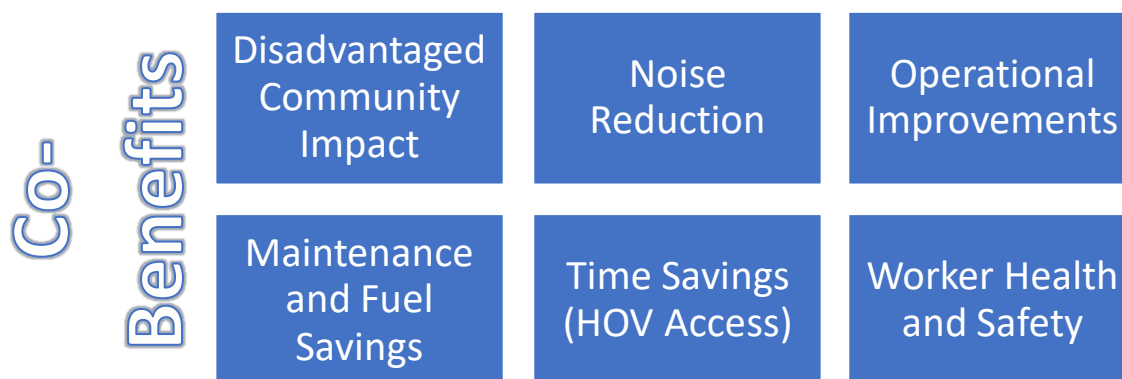 Co-
Benefits
Disadvantaged
Community
Impact
Noise
Reduction
Operational
Improvements
Maintenance
and Fuel
Savings
Time Savings
(HOV Access)
Worker Health
and Safety